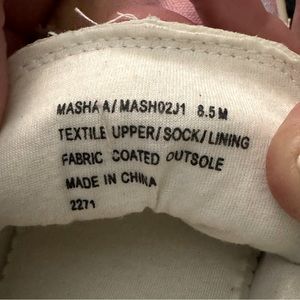 MASHA A/MASH02J1 8.5 M
TEXTILE UPPER/SOCK/LINING
FABRIC COATED OUTSOLE
MADE IN CHINA
2271